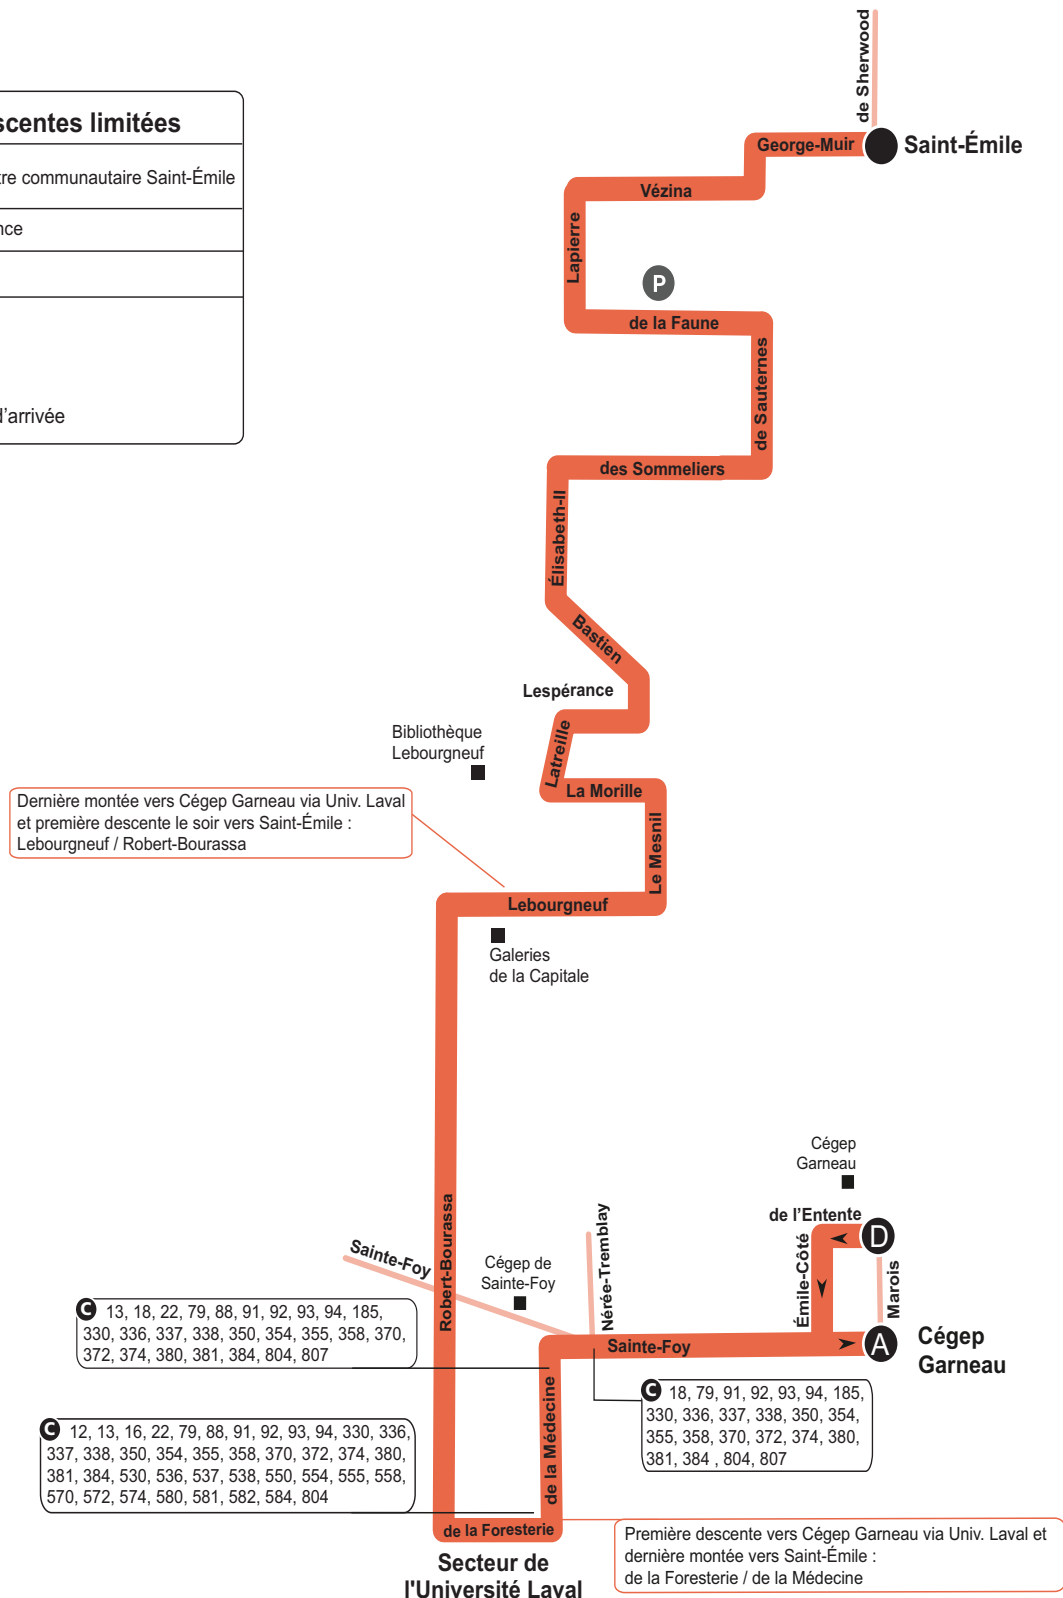 de Sherwood
scentes limitées
tre communautaire Saint-Émile
nce
d'arrivée
George-Muir
Saint-Émile
Vézina
Lapierre
P
de la Faune
de Sauternes
des Sommeliers
Élisabeth-II
Bastien
Lespérance
Latreille
Bibliothèque
Lebourgneuf
La Morille
Dernière montée vers Cégep Garneau via Univ. Laval
et première descente le soir vers Saint-Émile :
Lebourgneuf / Robert-Bourassa
Le Mesnil
Lebourgneuf
Galeries
de la Capitale
Cégep
Garneau
de l'Entente
D
Émile-Côté
Marois
Robert-Bourassa
Sainte-Foy
Cégep de
Sainte-Foy
Nérée-Tremblay
Sainte-Foy
A
Cégep
Garneau
C 13, 18, 22, 79, 88, 91, 92, 93, 94, 185,
330, 336, 337, 338, 350, 354, 355, 358, 370,
372, 374, 380, 381, 384, 804, 807
C 18, 79, 91, 92, 93, 94, 185,
330, 336, 337, 338, 350, 354,
355, 358, 370, 372, 374, 380,
381, 384 , 804, 807
de la Médecine
C 12, 13, 16, 22, 79, 88, 91, 92, 93, 94, 330, 336,
337, 338, 350, 354, 355, 358, 370, 372, 374, 380,
381, 384, 530, 536, 537, 538, 550, 554, 555, 558,
570, 572, 574, 580, 581, 582, 584, 804
de la Foresterie
Secteur de
l'Université Laval
Première descente vers Cégep Garneau via Univ. Laval et
dernière montée vers Saint-Émile :
de la Foresterie / de la Médecine